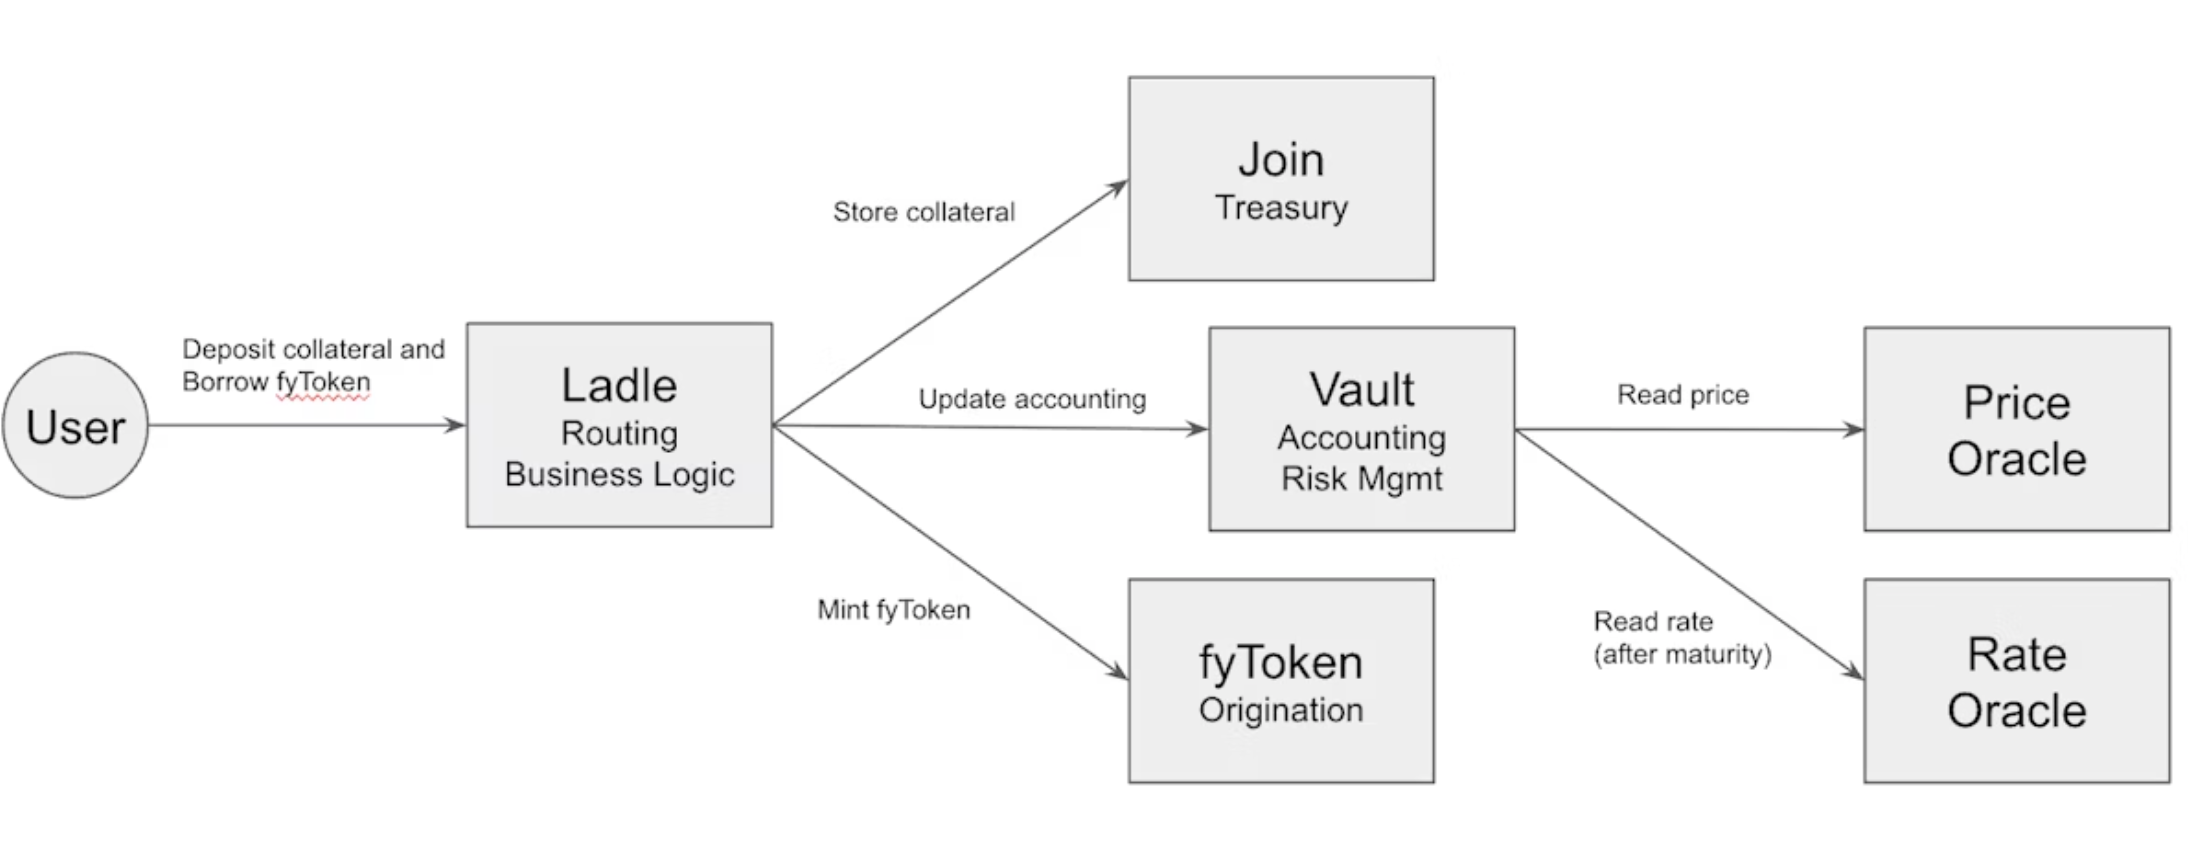 User
Deposit collateral and
Borrow fyToken
Ladle
Routing
Business Logic
Store collateral
Join
Treasury
Update accounting
Vault
Accounting
Risk Mgmt
Mint fyToken
fyToken
Origination
Read price
Price
Oracle
Read rate
(after maturity)
Rate
Oracle